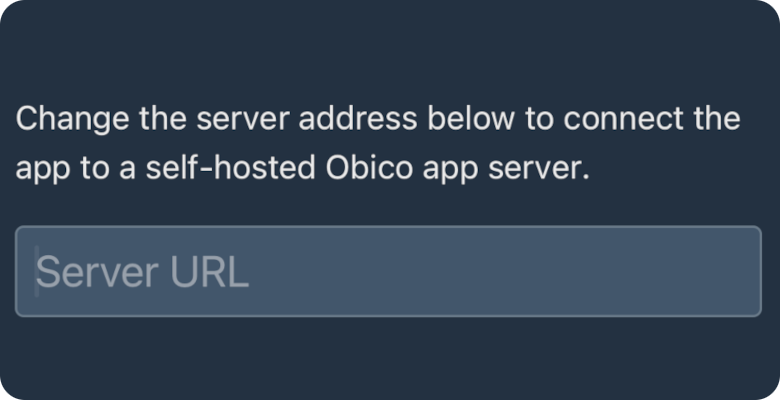 Change the server address below to connect the
app to a self-hosted Obico app server.
Server URL